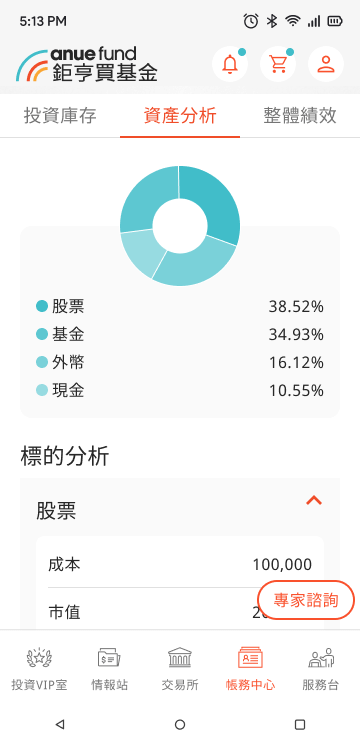 5:13 PM
anue fund
鉅亨買基金
投資庫存
資產分析
整體績效
股票 38.52%
基金 34.93%
外幣 16.12%
現金 10.55%
標的分析
股票
成本 100,000
市值
專家諮詢
投資VIP室
情報站
交易所
帳務中心
服務台